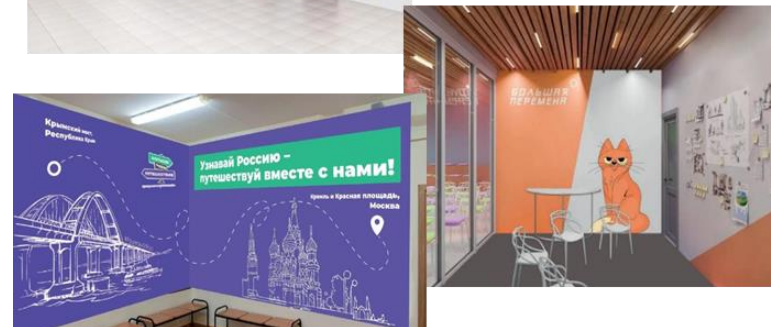 Крымский мост,
Республика Крым
Узнавай Россию –
путешествуй вместе с нами!
Кремль и Красная площадь,
Москва
БОЛЬШАЯ
ПЕРЕМЕНА